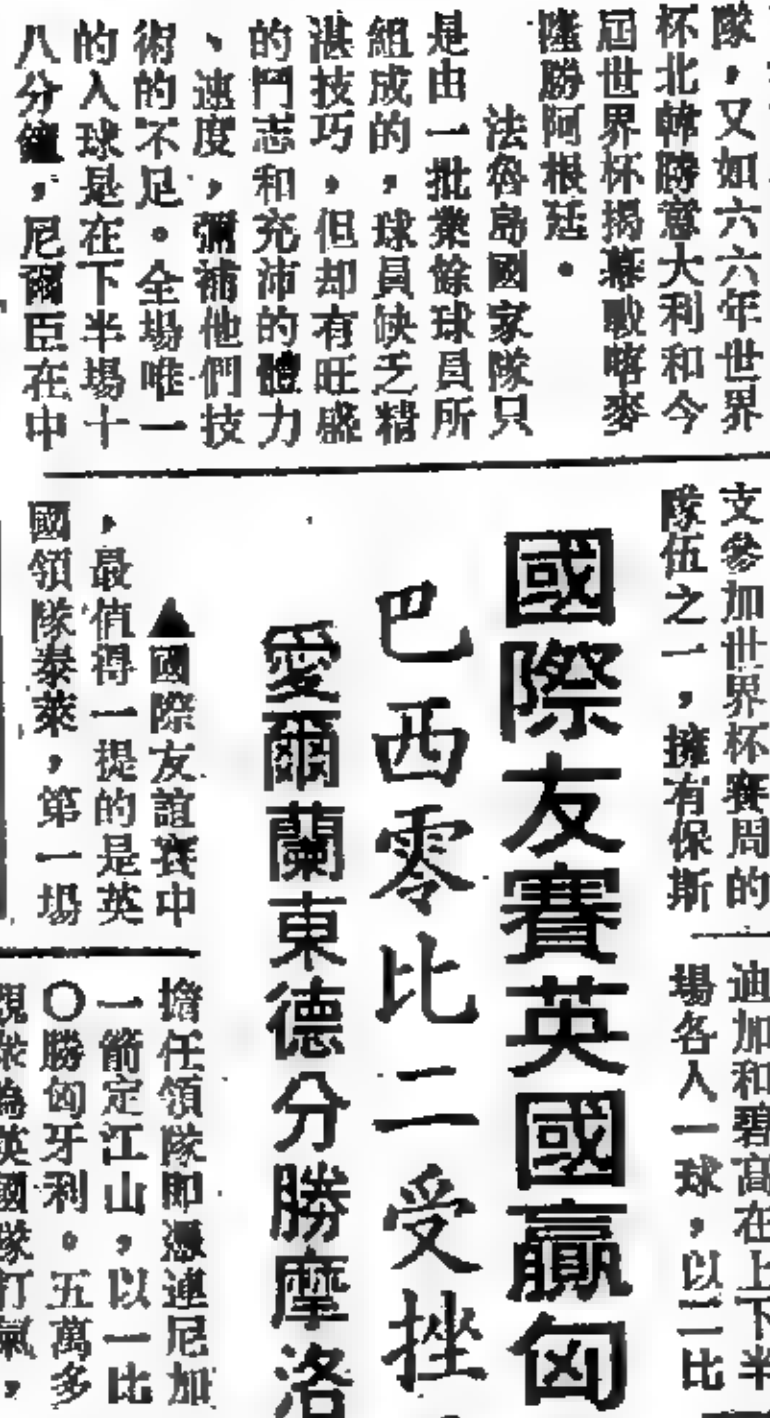 隊，又如六六年世界
杯北韓勝意大利和今
屆世界杯揭幕戰喀麥
隆勝阿根廷。
法魯島國家隊只
是由一批業餘球員所
組成的，球員缺乏精
湛技巧，但却有旺盛
的鬥志和充沛的體力
、速度，彌補他們技
術的不足。全場唯一
的入球是在下半場十
八分鐘，尼爾臣在中
支參加世界杯賽周的
隊伍之一，擁有保斯
迪加和碧高在上下半
場各入一球，以二比
國際友賽英國贏匈
巴西零比二受挫
愛爾蘭東德分勝摩洛
▲國際友誼賽中
，最值得一提的是英
國領隊泰萊，第一場
擔任領隊即憑連尼加
一箭定江山，以一比
○勝匈牙利。五萬多
觀衆為英國隊打氣，